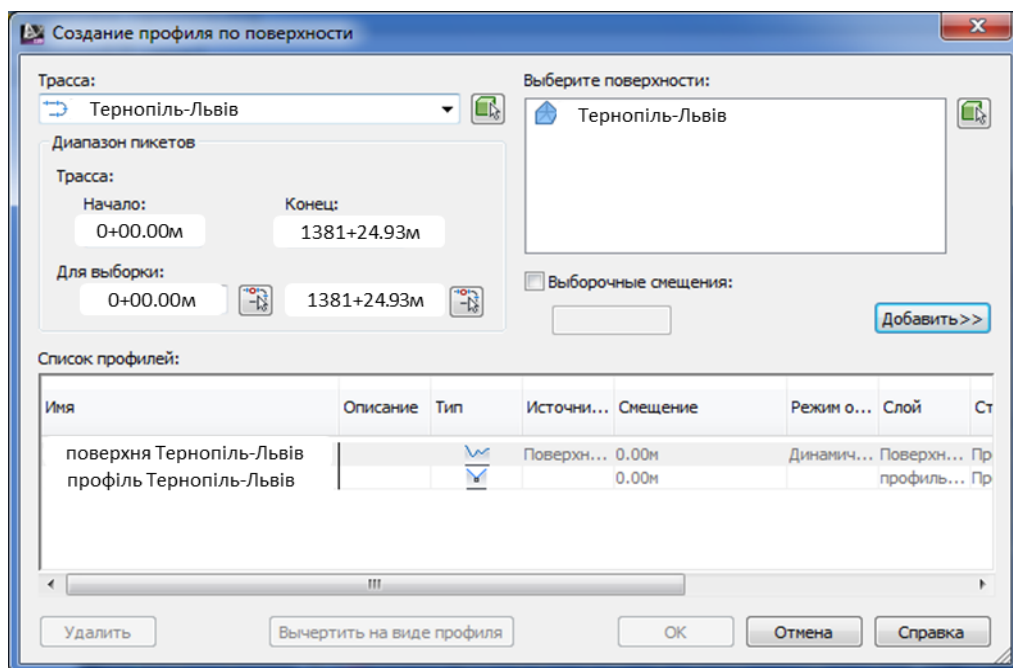 Создание профиля по поверхности
Трасса:
Тернопіль-Львів
Диапазон пикетов
Трасса:
Начало: Конец:
0+00.00м 1381+24.93м
Для выборки:
0+00.00м 1381+24.93м
Выберите поверхности:
Тернопіль-Львів
Выборочные смещения:
Добавить>>
Список профилей:
Имя Описание Тип Источни... Смещение Режим о... Слой Ст
поверхня Тернопіль-Львів Поверхн... 0.00м Динамич... Поверхн... Пр
профіль Тернопіль-Львів 0.00м профиль... Пр
Удалить Вычертить на виде профиля OK Отмена Справка